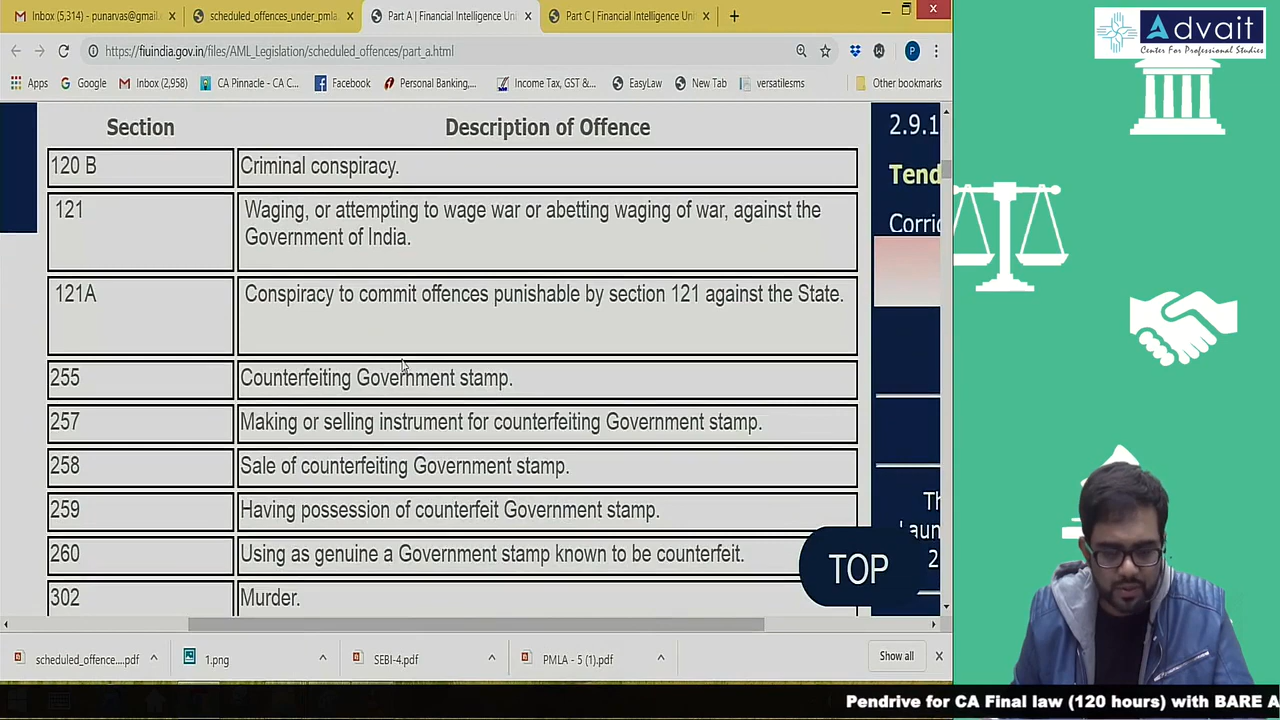 Inbox (5,314) - punarvas@gmail.c
scheduled_offences_under_pmla.
Part A | Financial Intelligence Uni
Part C | Financial Intelligence Uni
https://fiuindia.gov.in/files/AML_Legislation/scheduled_offences/part_a.html
P
Apps
Google
Inbox (2,958)
CA Pinnacle - CA C...
Facebook
Personal Banking,...
Income Tax, GST &...
EasyLaw
New Tab
versatilesms
Other bookmarks
Advait
Center For Professional Studies
Section
Description of Offence
120 B
Criminal conspiracy.
121
Waging, or attempting to wage war or abetting waging of war, against the
Government of India.
121A
Conspiracy to commit offences punishable by section 121 against the State.
255
Counterfeiting Government stamp.
257
Making or selling instrument for counterfeiting Government stamp.
258
Sale of counterfeiting Government stamp.
259
Having possession of counterfeit Government stamp.
260
Using as genuine a Government stamp known to be counterfeit.
302
Murder.
2.9.1
Tend
Corrig
Th
Laun
2
TOP
scheduled_offence....pdf
1.png
SEBI-4.pdf
PMLA - 5 (1).pdf
Show all
Pendrive for CA Final law (120 hours) with BARE A